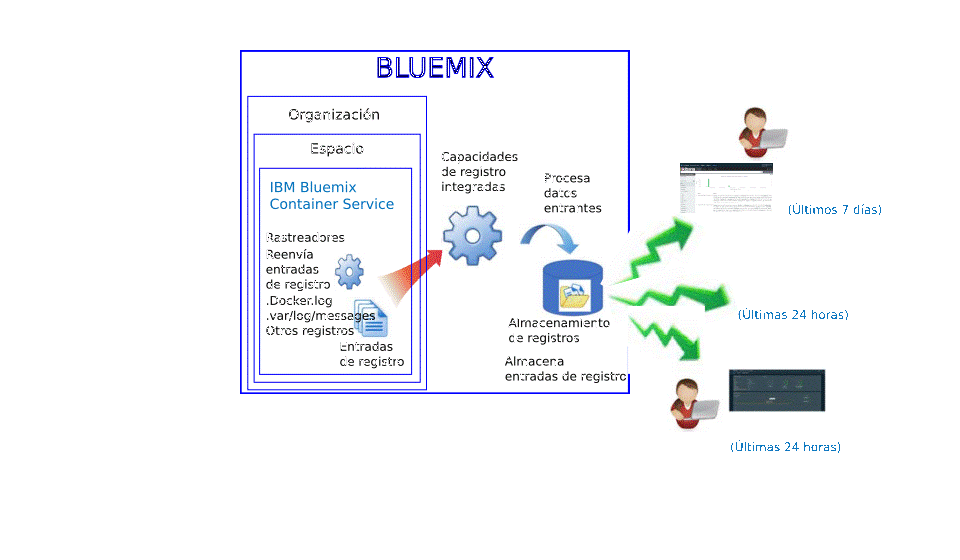 BLUEMIX
Organización
Espacio
IBM Bluemix
Container Service
Rastreadores
Reenvía
entradas
de registro
.Docker.log
.var/log/messages
Otros registros
Entradas
de registro
Capacidades
de registro
integradas
Procesa
datos
entrantes
Almacenamiento
de registros
Almacena
entradas de registro
(Últimos 7 días)
(Últimas 24 horas)
(Últimas 24 horas)